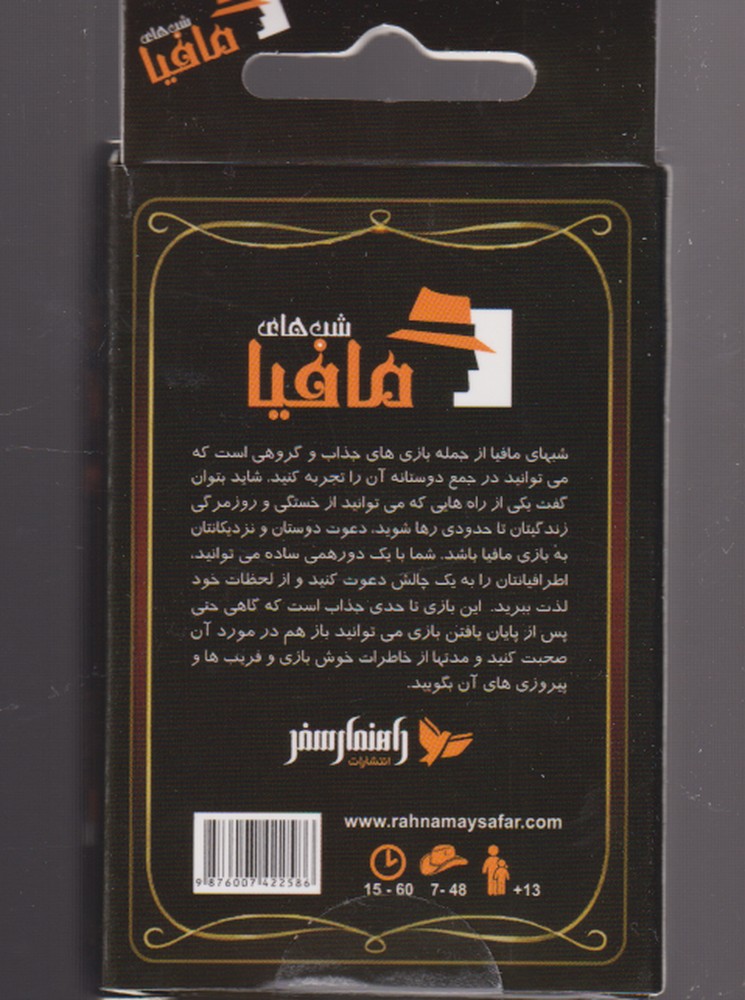 شب‌های
مافیا
شب‌های
مافیا
شبهای مافیا از جمله بازی های جذاب و گروهی است که
می توانید در جمع دوستانه آن را تجربه کنید. شاید بتوان
گفت یکی از راه هایی که می توانید از خستگی و روزمرگی
زندگیتان تا حدودی رها شوید، دعوت دوستان و نزدیکانتان
به بازی مافیا باشد. شما با یک دورهمی ساده می توانید،
اطرافیانتان را به یک چالش دعوت کنید و از لحظات خود
لذت ببرید. این بازی تا حدی جذاب است که گاهی حتی
پس از پایان یافتن بازی می توانید باز هم در مورد آن
صحبت کنید و مدتها از خاطرات خوش بازی و فریب ها و
پیروزی های آن بگویید.
راهنمای سفر
انتشارات
www.rahnamaysafar.com
9 876007 422586
15 - 60 7- 48 +13